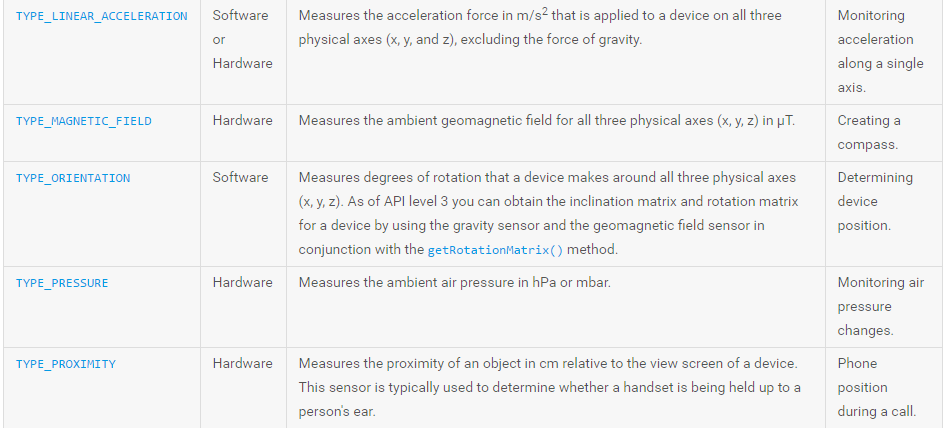 TYPE_LINEAR_ACCELERATION
Software
or
Hardware
Measures the acceleration force in m/s² that is applied to a device on all three
physical axes (x, y, and z), excluding the force of gravity.
Monitoring
acceleration
along a single
axis.
TYPE_MAGNETIC_FIELD
Hardware
Measures the ambient geomagnetic field for all three physical axes (x, y, z) in μT.
Creating a
compass.
TYPE_ORIENTATION
Software
Measures degrees of rotation that a device makes around all three physical axes
(x, y, z). As of API level 3 you can obtain the inclination matrix and rotation matrix
for a device by using the gravity sensor and the geomagnetic field sensor in
conjunction with the getRotationMatrix() method.
Determining
device
position.
TYPE_PRESSURE
Hardware
Measures the ambient air pressure in hPa or mbar.
Monitoring air
pressure
changes.
TYPE_PROXIMITY
Hardware
Measures the proximity of an object in cm relative to the view screen of a device.
This sensor is typically used to determine whether a handset is being held up to a
person's ear.
Phone
position
during a call.